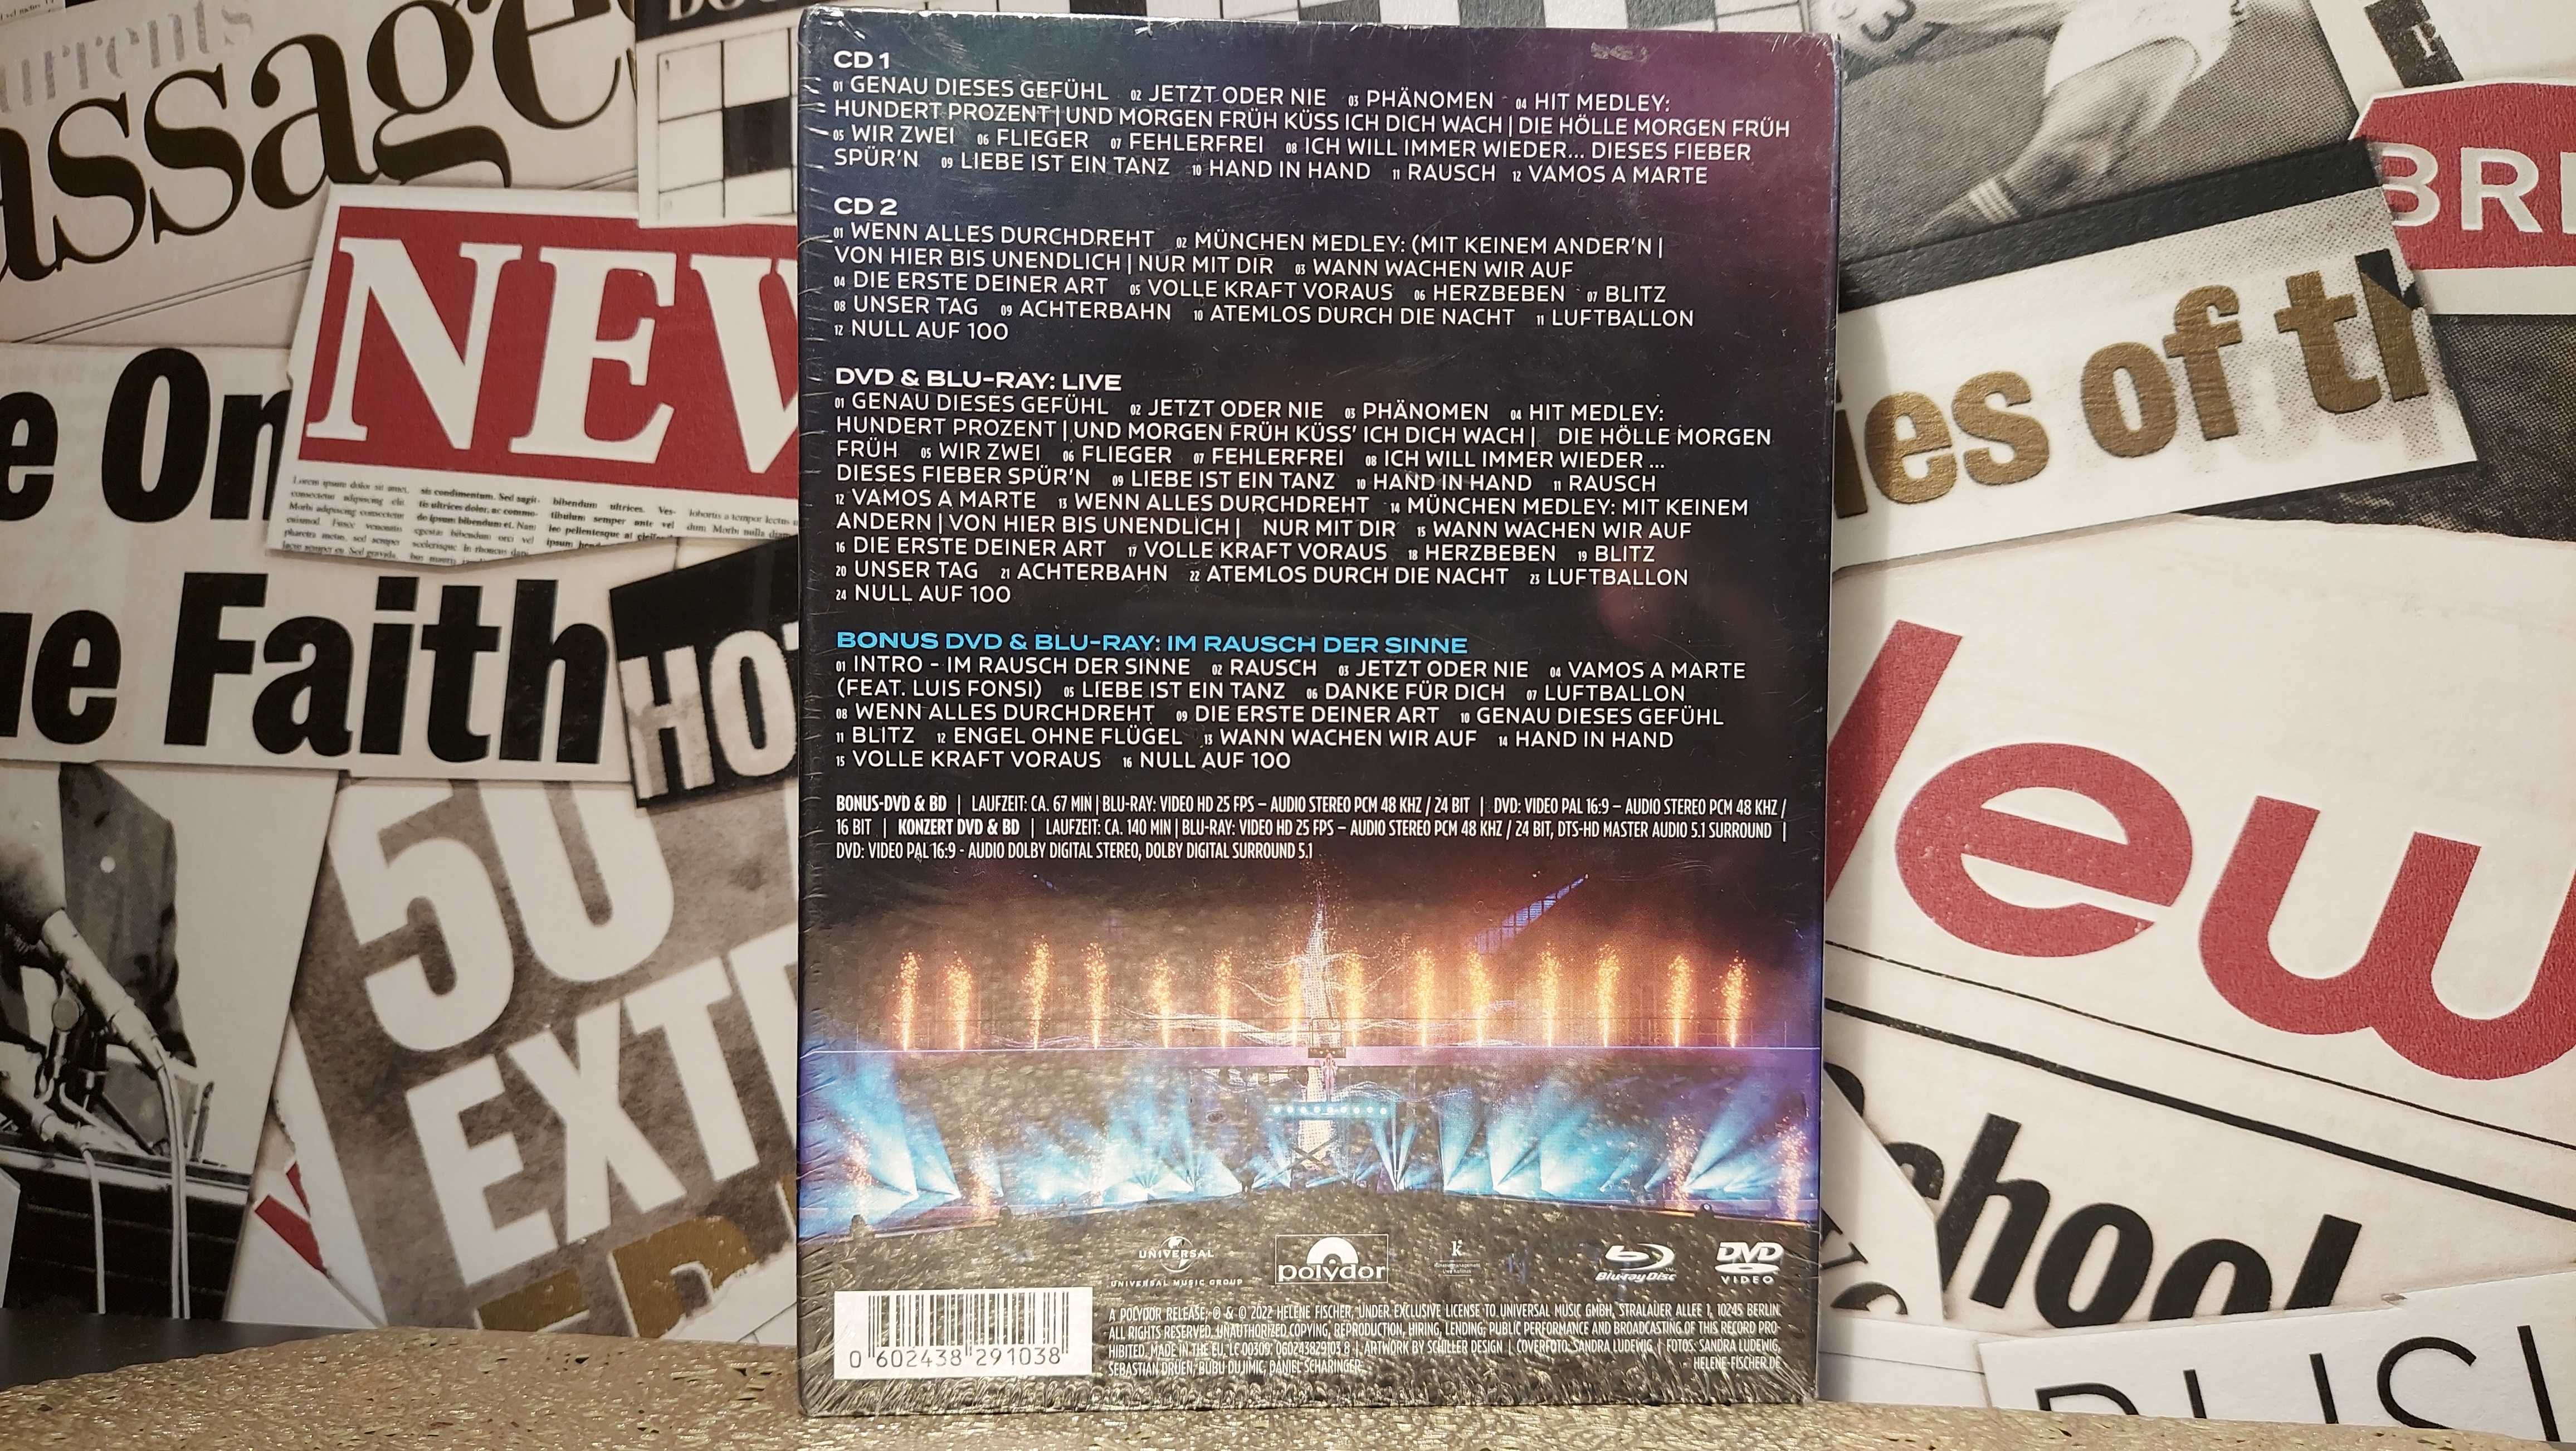 urrents
assage
NEW
e On
ue Faith
HOT
50
EXTR
CD 1
01 GENAU DIESES GEFÜHL 02 JETZT ODER NIE 03 PHÄNOMEN 04 HIT MEDLEY:
HUNDERT PROZENT | UND MORGEN FRÜH KÜSS ICH DICH WACH | DIE HÖLLE MORGEN FRÜH
05 WIR ZWEI 06 FLIEGER 07 FEHLERFREI 08 ICH WILL IMMER WIEDER... DIESES FIEBER
SPÜR'N 09 LIEBE IST EIN TANZ 10 HAND IN HAND 11 RAUSCH 12 VAMOS A MARTE
CD 2
01 WENN ALLES DURCHDREHT 02 MÜNCHEN MEDLEY: (MIT KEINEM ANDER'N |
VON HIER BIS UNENDLICH | NUR MIT DIR 03 WANN WACHEN WIR AUF
04 DIE ERSTE DEINER ART 05 VOLLE KRAFT VORAUS 06 HERZBEBEN 07 BLITZ
08 UNSER TAG 09 ACHTERBAHN 10 ATEMLOS DURCH DIE NACHT 11 LUFTBALLON
12 NULL AUF 100
DVD & BLU-RAY: LIVE
01 GENAU DIESES GEFÜHL 02 JETZT ODER NIE 03 PHÄNOMEN 04 HIT MEDLEY:
HUNDERT PROZENT | UND MORGEN FRÜH KÜSS' ICH DICH WACH | DIE HÖLLE MORGEN
FRÜH 05 WIR ZWEI 06 FLIEGER 07 FEHLERFREI 08 ICH WILL IMMER WIEDER ...
DIESES FIEBER SPÜR'N 09 LIEBE IST EIN TANZ 10 HAND IN HAND 11 RAUSCH
12 VAMOS A MARTE 13 WENN ALLES DURCHDREHT 14 MÜNCHEN MEDLEY: MIT KEINEM
ANDERN | VON HIER BIS UNENDLICH | NUR MIT DIR 15 WANN WACHEN WIR AUF
16 DIE ERSTE DEINER ART 17 VOLLE KRAFT VORAUS 18 HERZBEBEN 19 BLITZ
20 UNSER TAG 21 ACHTERBAHN 22 ATEMLOS DURCH DIE NACHT 23 LUFTBALLON
24 NULL AUF 100
BONUS DVD & BLU-RAY: IM RAUSCH DER SINNE
01 INTRO - IM RAUSCH DER SINNE 02 RAUSCH 03 JETZT ODER NIE 04 VAMOS A MARTE
(FEAT. LUIS FONSI) 05 LIEBE IST EIN TANZ 06 DANKE FÜR DICH 07 LUFTBALLON
08 WENN ALLES DURCHDREHT 09 DIE ERSTE DEINER ART 10 GENAU DIESES GEFÜHL
11 BLITZ 12 ENGEL OHNE FLÜGEL 13 WANN WACHEN WIR AUF 14 HAND IN HAND
15 VOLLE KRAFT VORAUS 16 NULL AUF 100
BONUS-DVD & BD | LAUFZEIT: CA. 67 MIN | BLU-RAY: VIDEO HD 25 FPS – AUDIO STEREO PCM 48 KHZ / 24 BIT | DVD: VIDEO PAL 16:9 – AUDIO STEREO PCM 48 KHZ /
16 BIT | KONZERT DVD & BD | LAUFZEIT: CA. 140 MIN | BLU-RAY: VIDEO HD 25 FPS – AUDIO STEREO PCM 48 KHZ / 24 BIT, DTS-HD MASTER AUDIO 5.1 SURROUND |
DVD: VIDEO PAL 16:9 - AUDIO DOLBY DIGITAL STEREO, DOLBY DIGITAL SURROUND 5.1
UNIVERSAL
UNIVERSAL MUSIC GROUP
polydor
k
Blu-ray Disc
DVD
VIDEO
0 602438 291038
A POLYDOR RELEASE; ℗ & © 2022 HELENE FISCHER, UNDER EXCLUSIVE LICENSE TO UNIVERSAL MUSIC GMBH, STRALAUER ALLEE 1, 10245 BERLIN.
ALL RIGHTS RESERVED. UNAUTHORIZED COPYING, REPRODUCTION, HIRING, LENDING, PUBLIC PERFORMANCE AND BROADCASTING OF THIS RECORD PRO-
HIBITED. MADE IN THE EU. LC 00309. 060243829103 8 | ARTWORK BY SCHILLER DESIGN | COVERFOTO: SANDRA LUDEWIG | FOTOS: SANDRA LUDEWIG,
SEBASTIAN DRÜEN, BUBU DUJMIC, DANIEL SCHARINGER
HELENE-FISCHER.DE
BRE
ies of th
New
chool